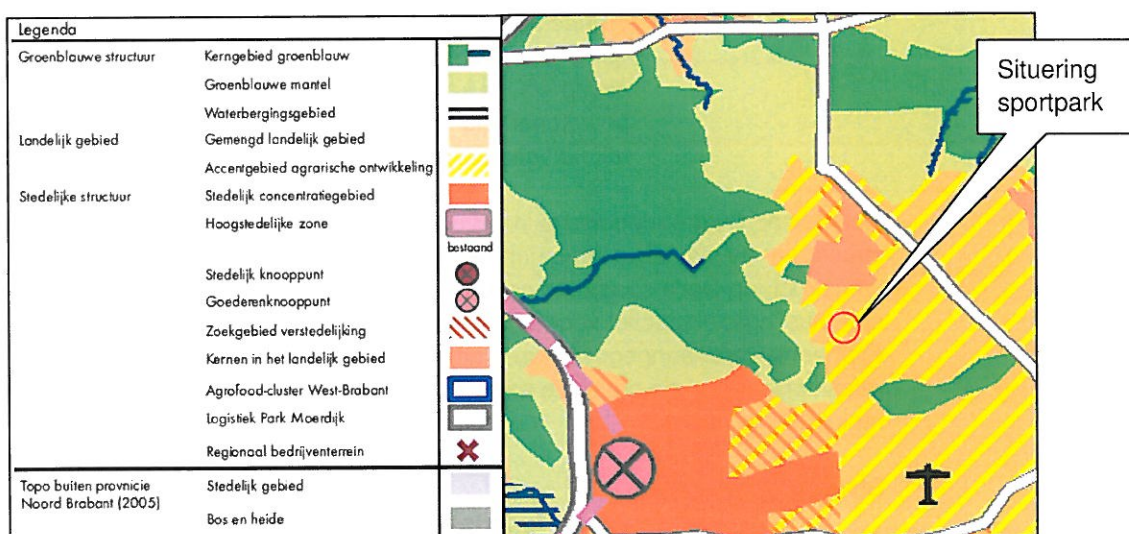 Legenda
Groenblauwe structuur Kerngebied groenblauw
Groenblauwe mantel
Waterbergingsgebied
Landelijk gebied Gemengd landelijk gebied
Accentgebied agrarische ontwikkeling
Stedelijke structuur Stedelijk concentratiegebied
Hoogstedelijke zone
bestaand
Stedelijk knooppunt
Goederenknooppunt
Zoekgebied verstedelijking
Kernen in het landelijk gebied
Agrofood-cluster West-Brabant
Logistiek Park Moerdijk
Regionaal bedrijventerrein
Topo buiten provnicie Stedelijk gebied
Noord Brabant (2005)
Bos en heide
Situering
sportpark